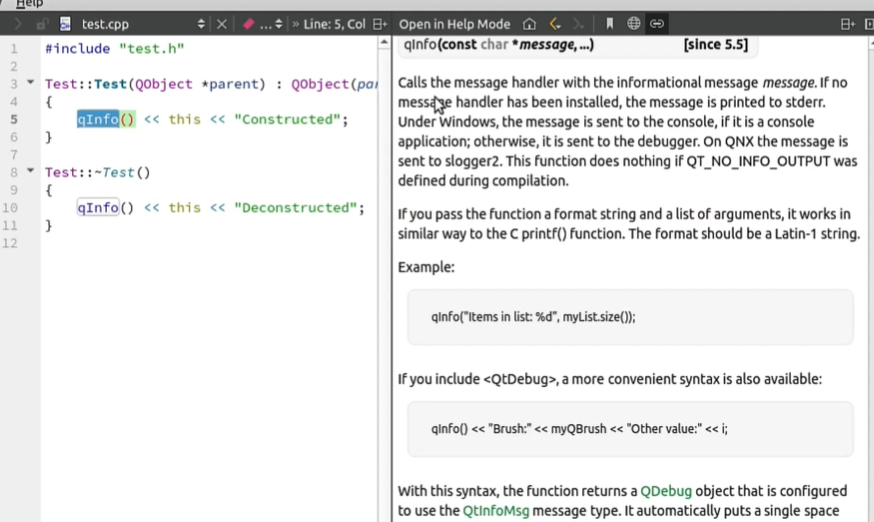 Help
test.cpp
Line: 5, Col
Open in Help Mode
1 #include "test.h"
2
3 Test::Test(QObject *parent) : QObject(pa
4 {
5 qInfo() << this << "Constructed";
6 }
7
8 Test::~Test()
9 {
10 qInfo() << this << "Deconstructed";
11 }
12
qInfo(const char *message, ...) [since 5.5]
Calls the message handler with the informational message message. If no
message handler has been installed, the message is printed to stderr.
Under Windows, the message is sent to the console, if it is a console
application; otherwise, it is sent to the debugger. On QNX the message is
sent to slogger2. This function does nothing if QT_NO_INFO_OUTPUT was
defined during compilation.
If you pass the function a format string and a list of arguments, it works in
similar way to the C printf() function. The format should be a Latin-1 string.
Example:
qInfo("Items in list: %d", myList.size());
If you include <QtDebug>, a more convenient syntax is also available:
qInfo() << "Brush:" << myQBrush << "Other value:" << i;
With this syntax, the function returns a QDebug object that is configured
to use the QtInfoMsg message type. It automatically puts a single space